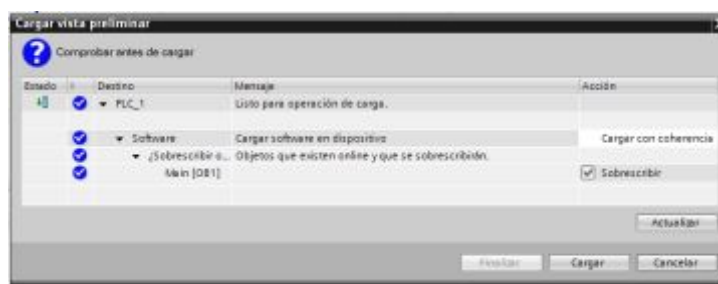 Cargar vista preliminar
Comprobar antes de cargar
Estado ! Destino Mensaje Acción
PLC_1 Listo para operación de carga.
Software Cargar software en dispositivo Cargar con coherencia
¿Sobrescribir o... Objetos que existen online y que se sobrescribirán.
Main [OB1] Sobrescribir
Actualizar
Finalizar Cargar Cancelar